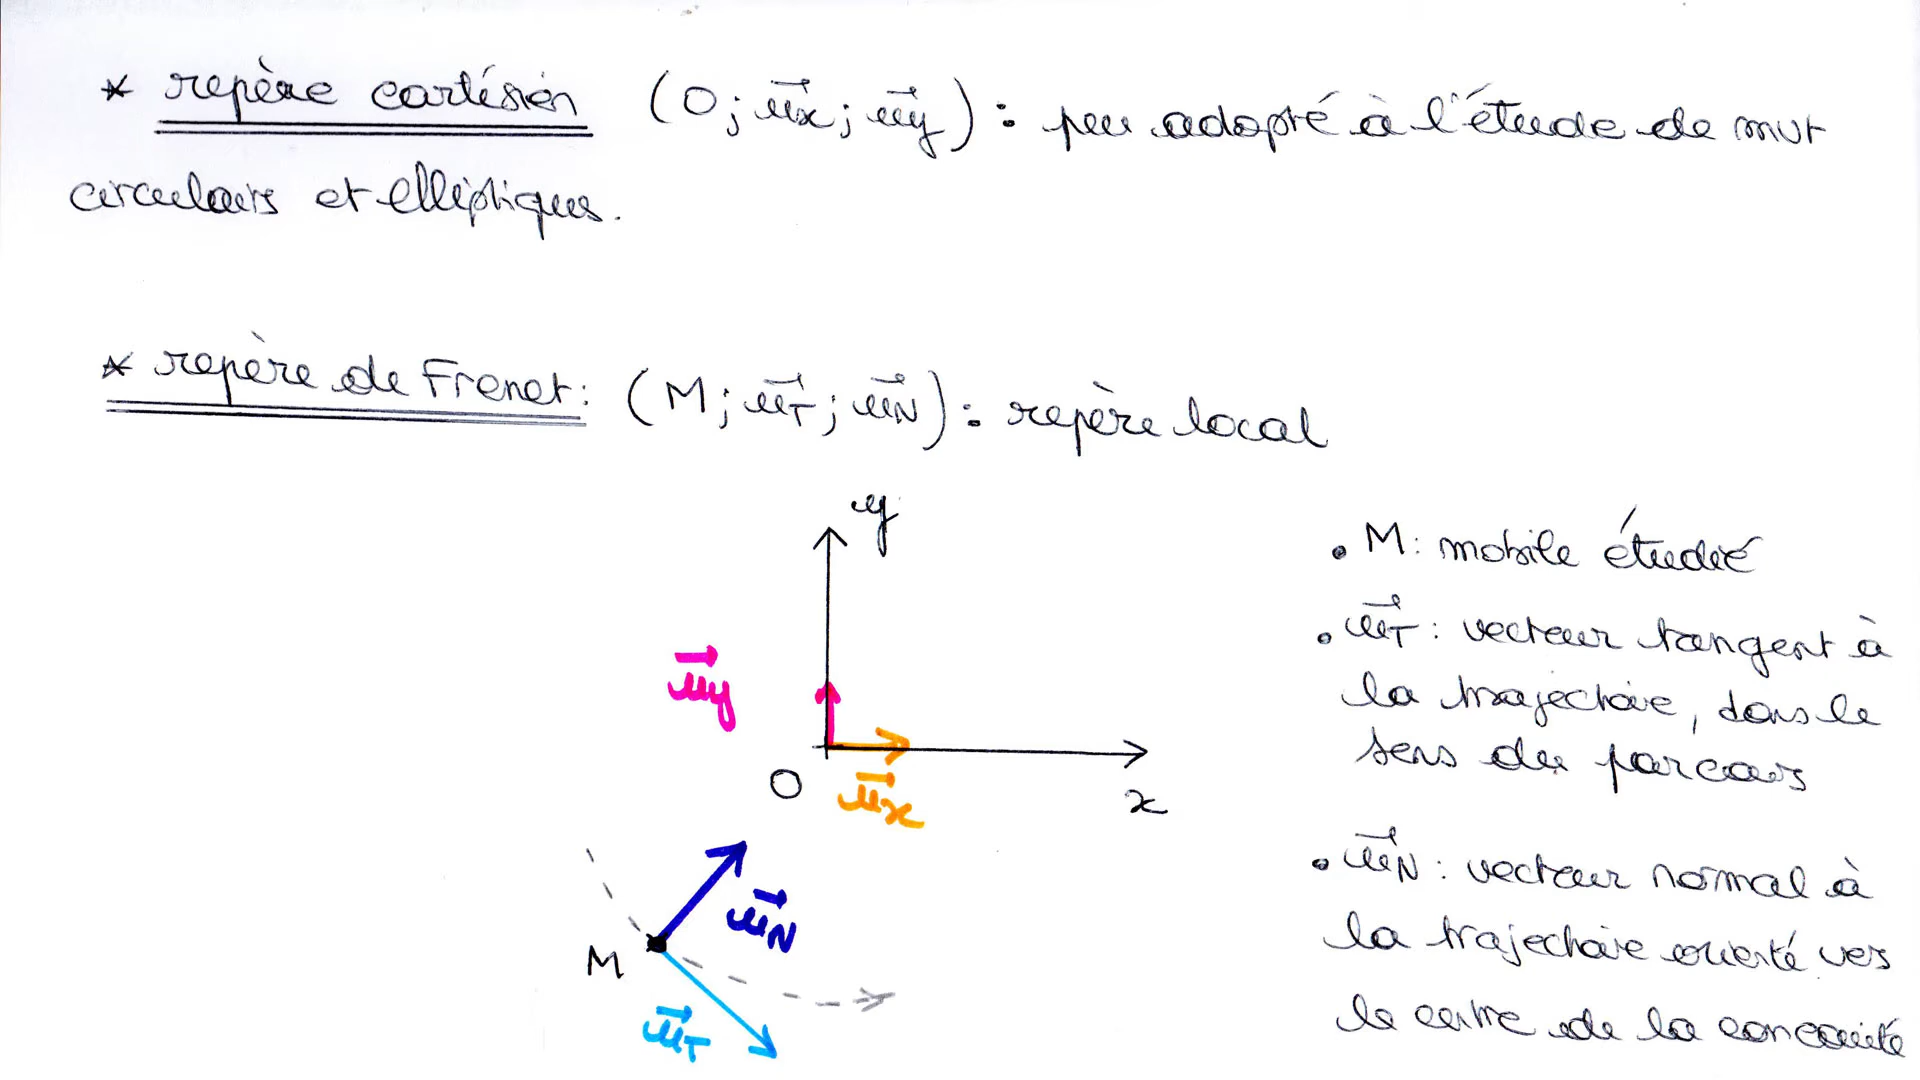 * repère cartésien (O; u⃗x; u⃗y) : peu adapté à l'étude de mvt
circulaires et elliptiques.
* repère de Frenet : (M; u⃗T; u⃗N) : repère local
y
u⃗y
O
u⃗x
x
u⃗N
M
u⃗T
• M : mobile étudié
• u⃗T : vecteur tangent à
la trajectoire, dans le
sens du parcours
• u⃗N : vecteur normal à
la trajectoire orienté vers
le centre de la concavité